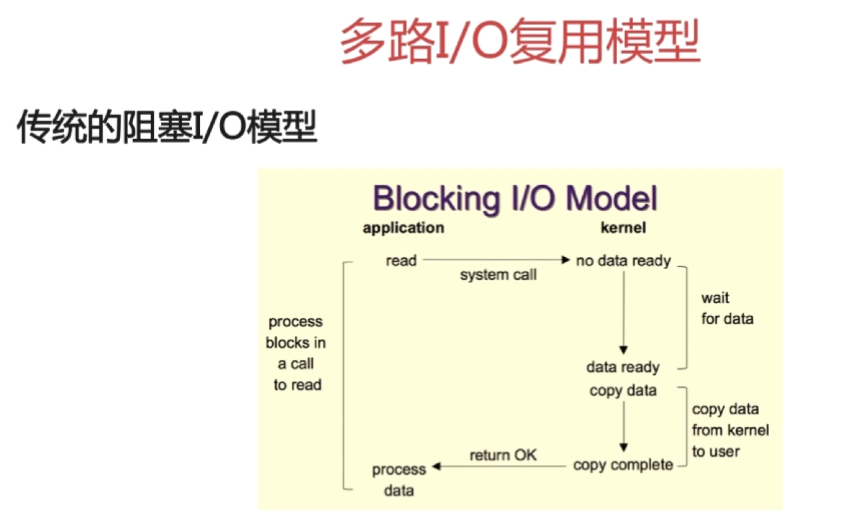 多路I/O复用模型
传统的阻塞I/O模型
Blocking I/O Model
application
kernel
read
system call
no data ready
wait
for data
process
blocks in
a call
to read
data ready
copy data
copy data
from kernel
to user
return OK
copy complete
process
data